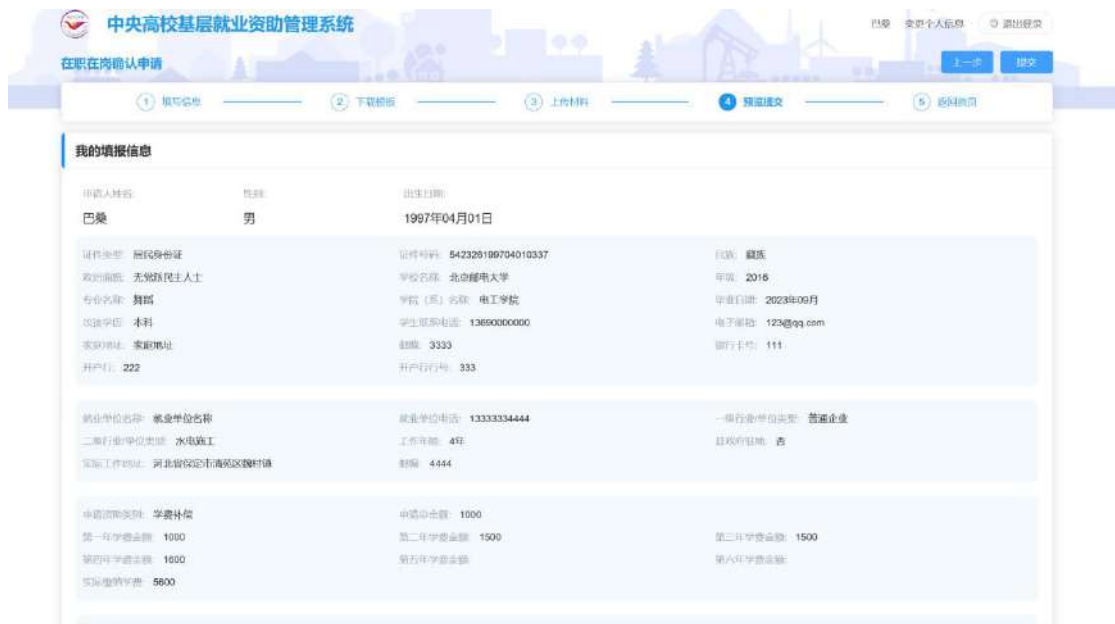 中央高校基层就业资助管理系统
巴桑 变更个人信息 退出登录
在职在岗确认申请 上一步 提交
1 填写信息 2 下载模板 3 上传材料 4 预览提交 5 返回首页
我的填报信息
申请人姓名: 性别: 出生日期:
巴桑 男 1997年04月01日
证件类型: 居民身份证 证件号码: 542326199704010337 民族: 藏族
政治面貌: 无党派民主人士 学校名称: 北京邮电大学 年级: 2016
专业名称: 舞蹈 学院(系)名称: 电工学院 毕业日期: 2023年09月
攻读学历: 本科 学生联系电话: 13690000000 电子邮箱: 123@qq.com
家庭地址: 家庭地址 邮编: 3333 银行卡号: 111
开户行: 222 开户行行号: 333
就业单位名称: 就业单位名称 就业单位电话: 13333334444 一级行业/单位类型: 普通企业
二级行业/单位类型: 水电施工 工作年限: 4年 县政府驻地: 否
实际工作地址: 河北省保定市清苑区魏村镇 邮编: 4444
申请资助类别: 学费补偿 申请总金额: 1000
第一年学费金额: 1000 第二年学费金额: 1500 第三年学费金额: 1500
第四年学费金额: 1600 第五年学费金额: 第六年学费金额:
实际缴纳学费: 5600